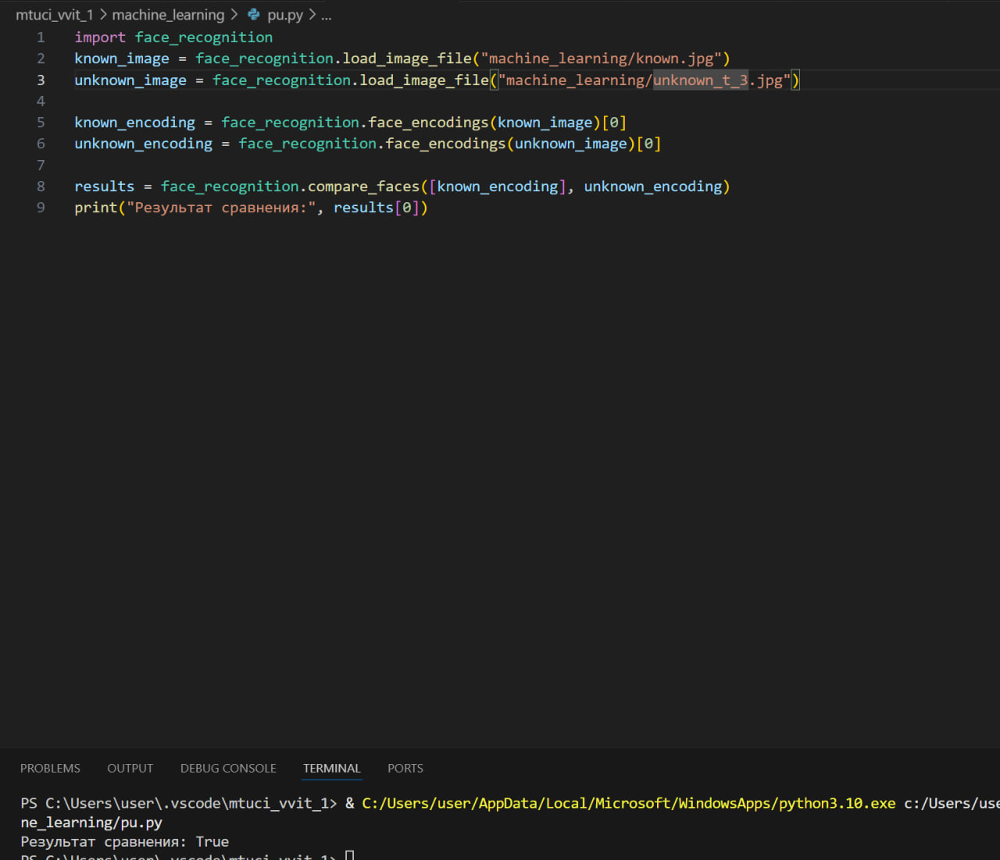 mtuci_vvit_1 > machine_learning > pu.py > ...
1 import face_recognition
2 known_image = face_recognition.load_image_file("machine_learning/known.jpg")
3 unknown_image = face_recognition.load_image_file("machine_learning/unknown_t_3.jpg")
4
5 known_encoding = face_recognition.face_encodings(known_image)[0]
6 unknown_encoding = face_recognition.face_encodings(unknown_image)[0]
7
8 results = face_recognition.compare_faces([known_encoding], unknown_encoding)
9 print("Результат сравнения:", results[0])
PROBLEMS OUTPUT DEBUG CONSOLE TERMINAL PORTS
PS C:\Users\user\.vscode\mtuci_vvit_1> & C:/Users/user/AppData/Local/Microsoft/WindowsApps/python3.10.exe c:/Users/use
ne_learning/pu.py
Результат сравнения: True
PS C:\Users\user\.vscode\mtuci_vvit_1>